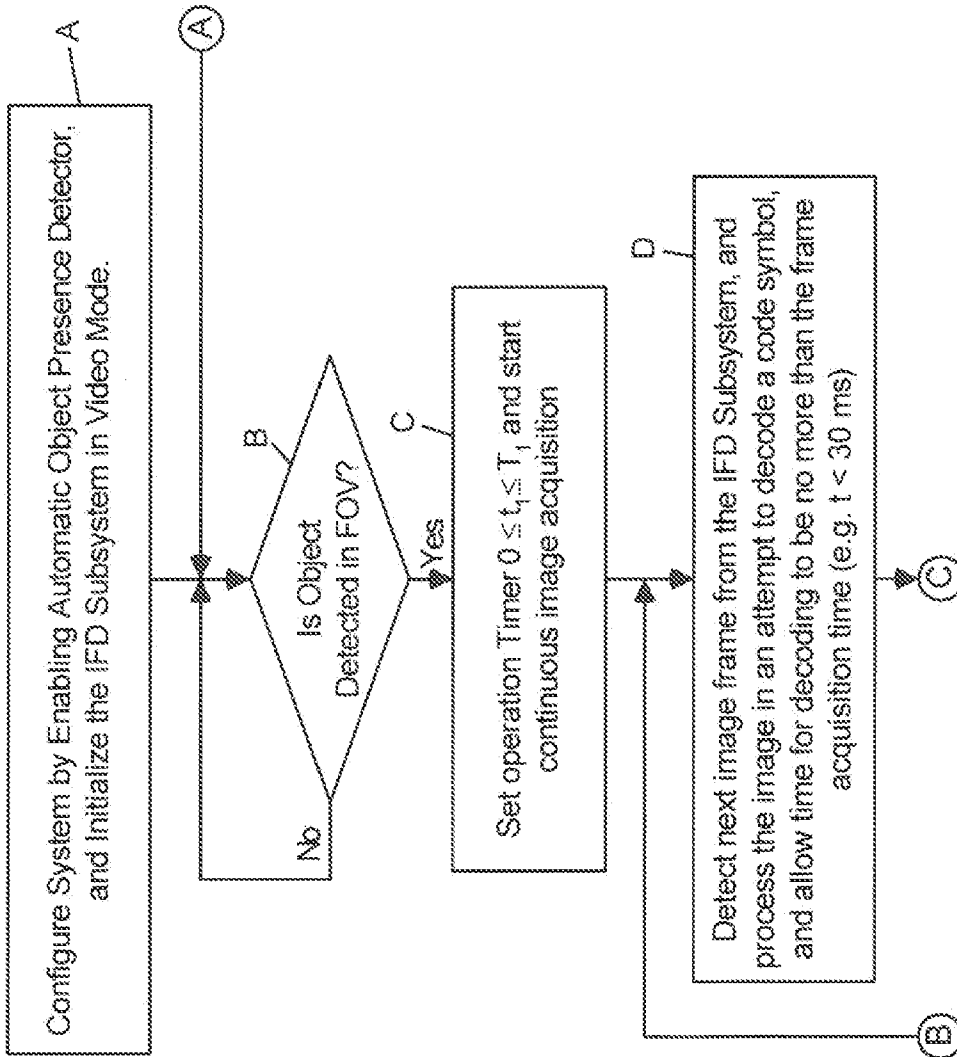 Configure System by Enabling Automatic Object Presence Detector,
and Initialize the IFD Subsystem in Video Mode.
A
A
B
Is Object
Detected in FOV?
No
Yes
C
Set operation Timer 0 ≤ t₁ ≤ T₁ and start
continuous image acquisition
D
Detect next image frame from the IFD Subsystem, and
process the image in an attempt to decode a code symbol,
and allow time for decoding to be no more than the frame
acquisition time (e.g. t < 30 ms)
B
C